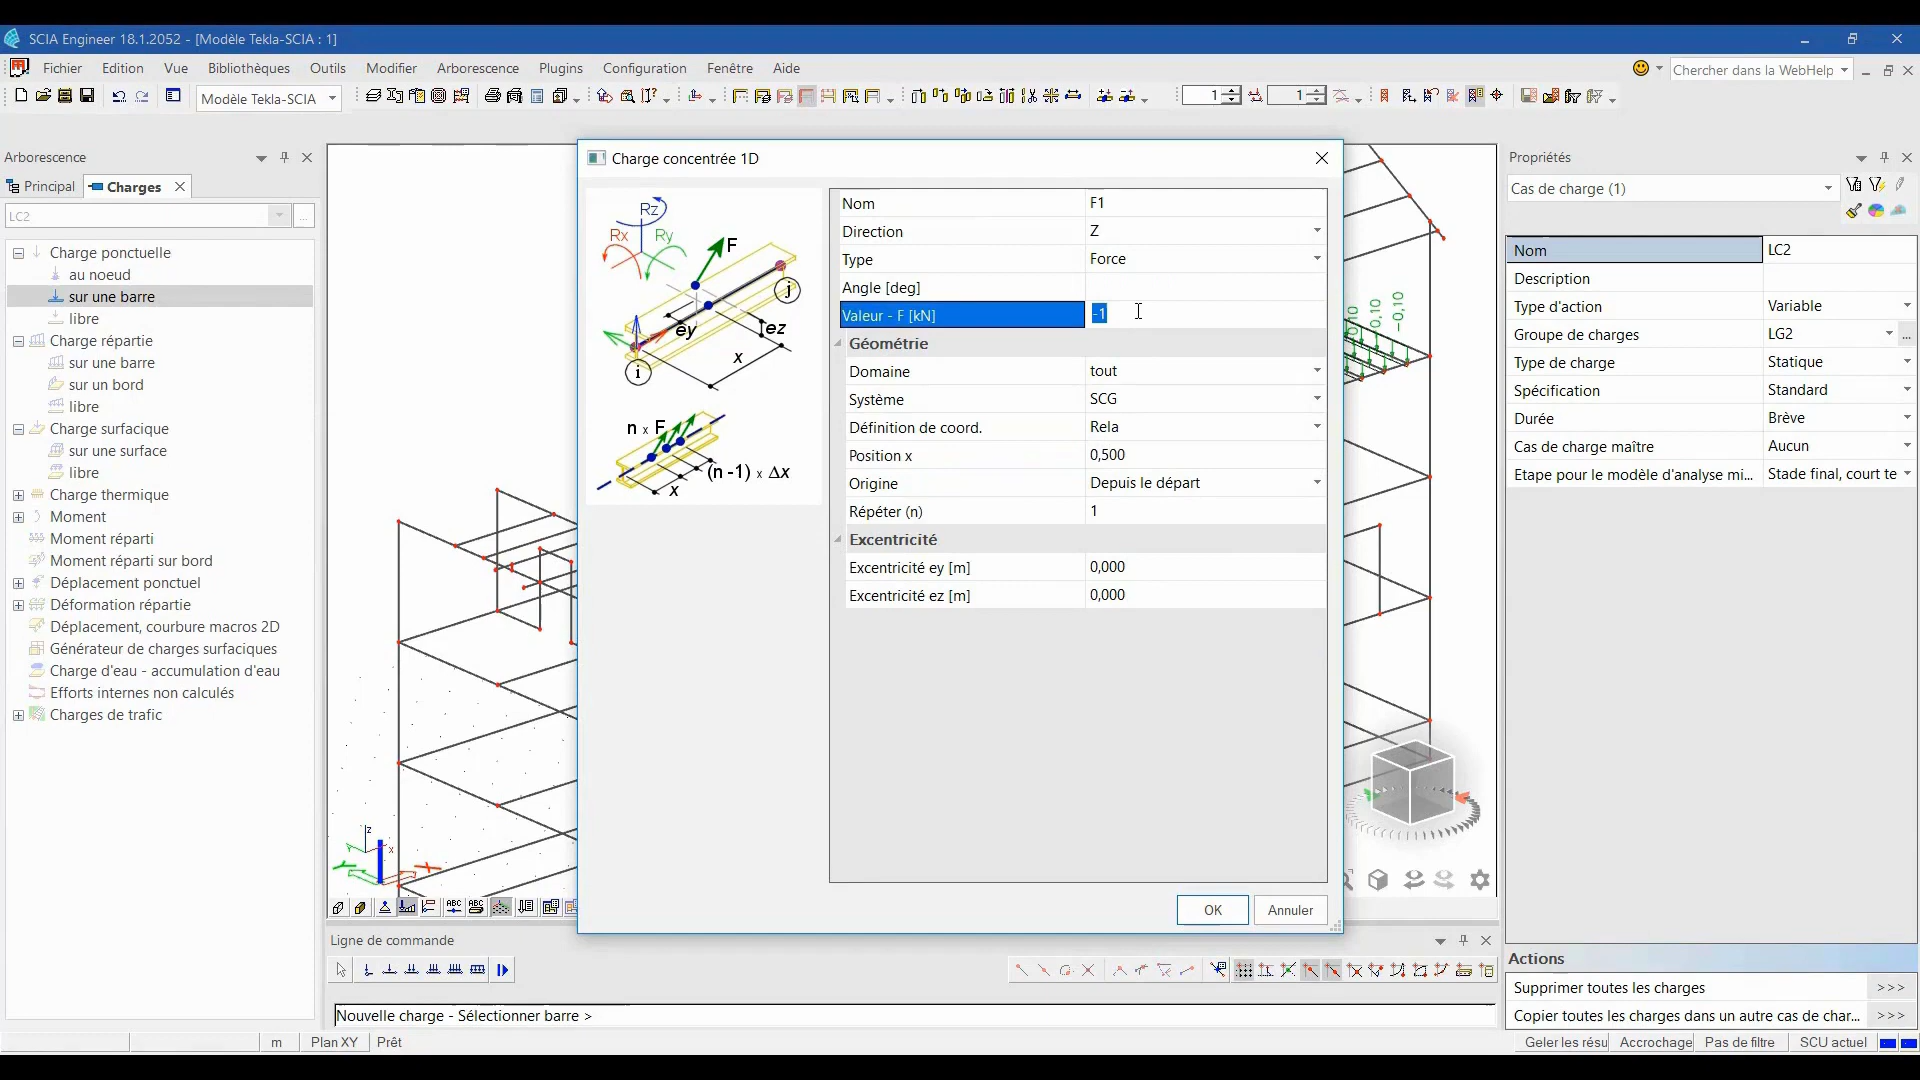 SCIA Engineer 18.1.2052 - [Modèle Tekla-SCIA : 1]
Fichier Edition Vue Bibliothèques Outils Modifier Arborescence Plugins Configuration Fenêtre Aide
Chercher dans la WebHelp
Modèle Tekla-SCIA
1 1
Arborescence
Principal Charges
LC2
...
Charge ponctuelle
au noeud
sur une barre
libre
Charge répartie
sur une barre
sur un bord
libre
Charge surfacique
sur une surface
libre
Charge thermique
Moment
Moment réparti
Moment réparti sur bord
Déplacement ponctuel
Déformation répartie
Déplacement, courbure macros 2D
Générateur de charges surfaciques
Charge d'eau - accumulation d'eau
Efforts internes non calculés
Charges de trafic
Charge concentrée 1D
Rz
Rx Ry F
j
ey ez
x
i
n x F
(n -1) x Δx
x
Nom F1
Direction Z
Type Force
Angle [deg]
Valeur - F [kN] -1
Géométrie
Domaine tout
Système SCG
Définition de coord. Rela
Position x 0,500
Origine Depuis le départ
Répéter (n) 1
Excentricité
Excentricité ey [m] 0,000
Excentricité ez [m] 0,000
OK Annuler
0,10
-0,10
z
x
Y X
ABC ABC
Propriétés
Cas de charge (1)
Nom LC2
Description
Type d'action Variable
Groupe de charges LG2 ...
Type de charge Statique
Spécification Standard
Durée Brève
Cas de charge maître Aucun
Etape pour le modèle d'analyse mi... Stade final, court te
Actions
Supprimer toutes les charges >>>
Copier toutes les charges dans un autre cas de char... >>>
Ligne de commande
Nouvelle charge - Sélectionner barre >
m Plan XY Prêt
Geler les résu Accrochage Pas de filtre SCU actuel